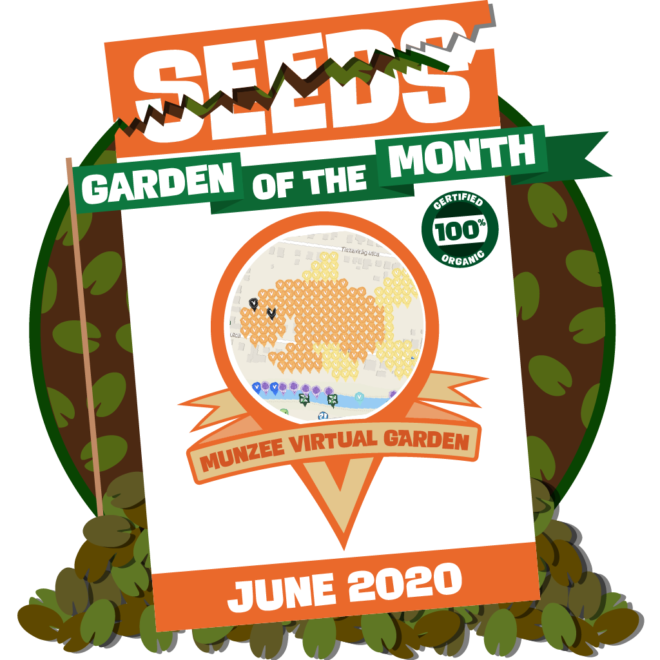 SEEDS
GARDEN OF THE MONTH
CERTIFIED
100%
ORGANIC
MUNZEE VIRTUAL GARDEN
JUNE 2020